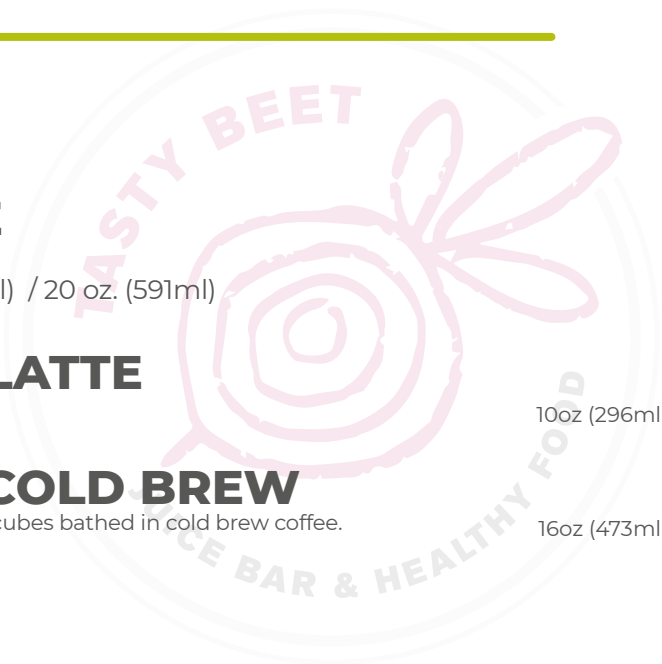 TASTY BEET
l) / 20 oz. (591ml)
LATTE
10oz (296ml
COLD BREW
cubes bathed in cold brew coffee.
16oz (473ml
JUICE BAR & HEALTHY FOOD